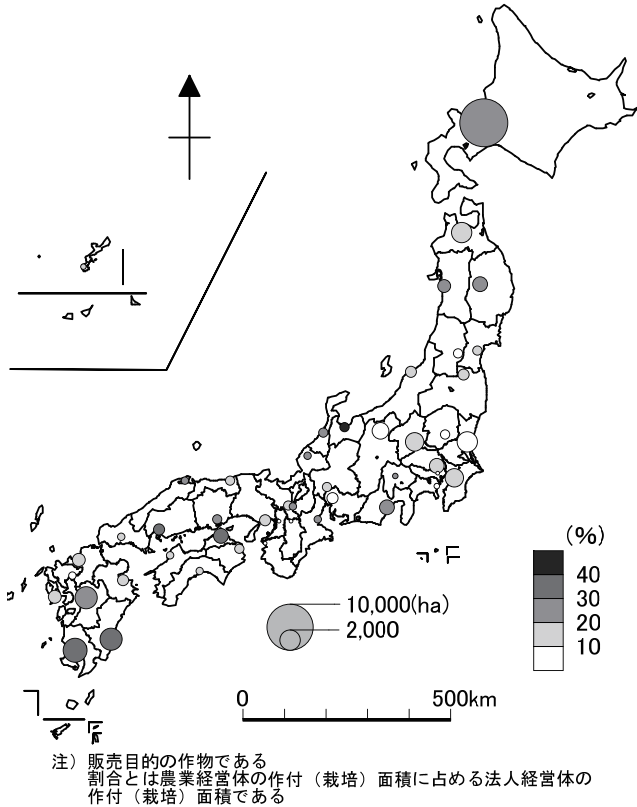 (%)
40
30
20
10
10,000(ha)
2,000
0 500km
注）販売目的の作物である
割合とは農業経営体の作付（栽培）面積に占める法人経営体の
作付（栽培）面積である